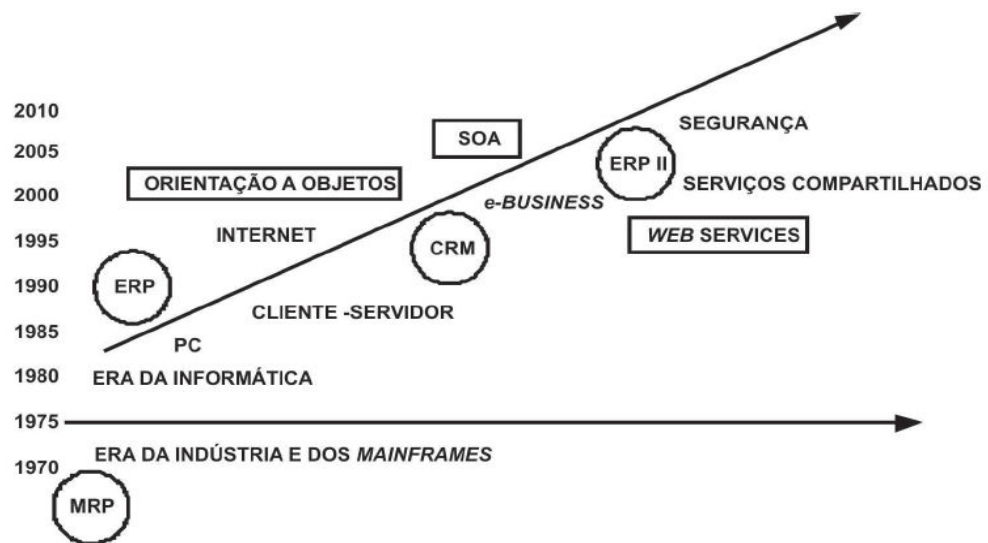 2010
SEGURANÇA
SOA
2005
ERP II
ORIENTAÇÃO A OBJETOS
SERVIÇOS COMPARTILHADOS
2000
e-BUSINESS
INTERNET
WEB SERVICES
1995
CRM
1990
ERP
CLIENTE -SERVIDOR
1985
PC
1980
ERA DA INFORMÁTICA
1975
ERA DA INDÚSTRIA E DOS MAINFRAMES
1970
MRP